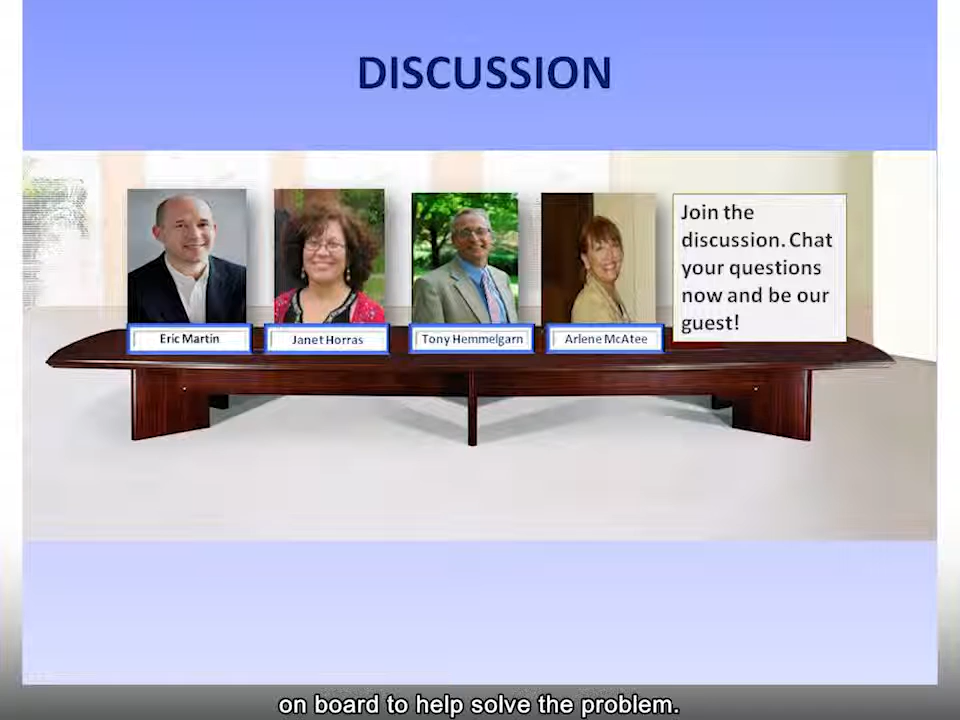 DISCUSSION
Join the
discussion. Chat
your questions
now and be our
guest!
Eric Martin
Janet Horras
Tony Hemmelgarn
Arlene McAtee
on board to help solve the problem.